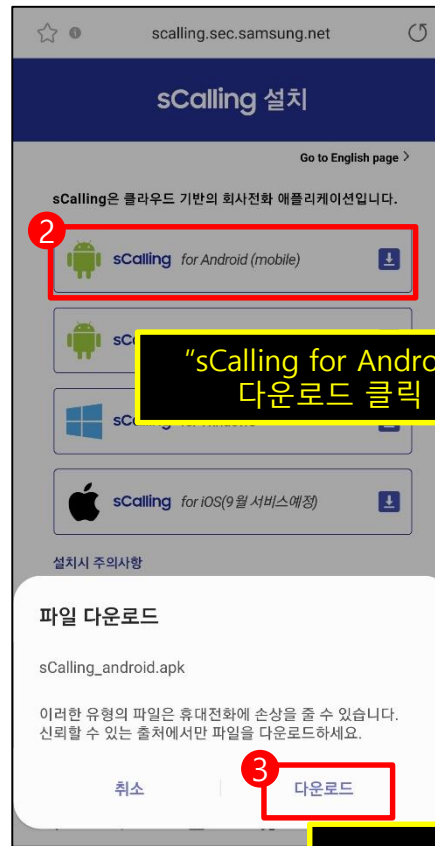 scalling.sec.samsung.net
sCalling 설치
Go to English page >
sCalling은 클라우드 기반의 회사전화 애플리케이션입니다.
2
sCalling for Android (mobile)
"sCalling for Andro
다운로드 클릭
sCalling for iOS(9월 서비스예정)
설치시 주의사항
파일 다운로드
sCalling_android.apk
이러한 유형의 파일은 휴대전화에 손상을 줄 수 있습니다.
신뢰할 수 있는 출처에서만 파일을 다운로드하세요.
3
취소
다운로드